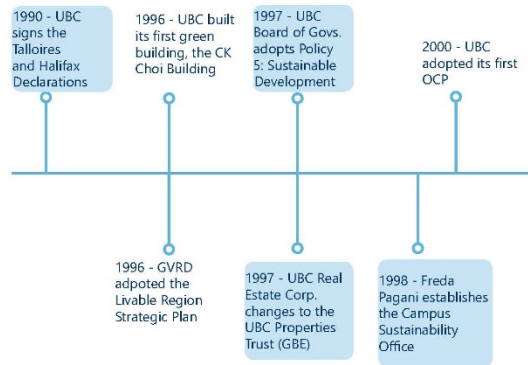 1990 - UBC
signs the
Talloires
and Halifax
Declarations
1996 - UBC built
its first green
building, the CK
Choi Building
1997 - UBC
Board of Govs.
adopts Policy
5: Sustainable
Development
2000 - UBC
adopted its first
OCP
1996 - GVRD
adpoted the
Livable Region
Strategic Plan
1997 - UBC Real
Estate Corp.
changes to the
UBC Properties
Trust (GBE)
1998 - Freda
Pagani establishes
the Campus
Sustainability
Office